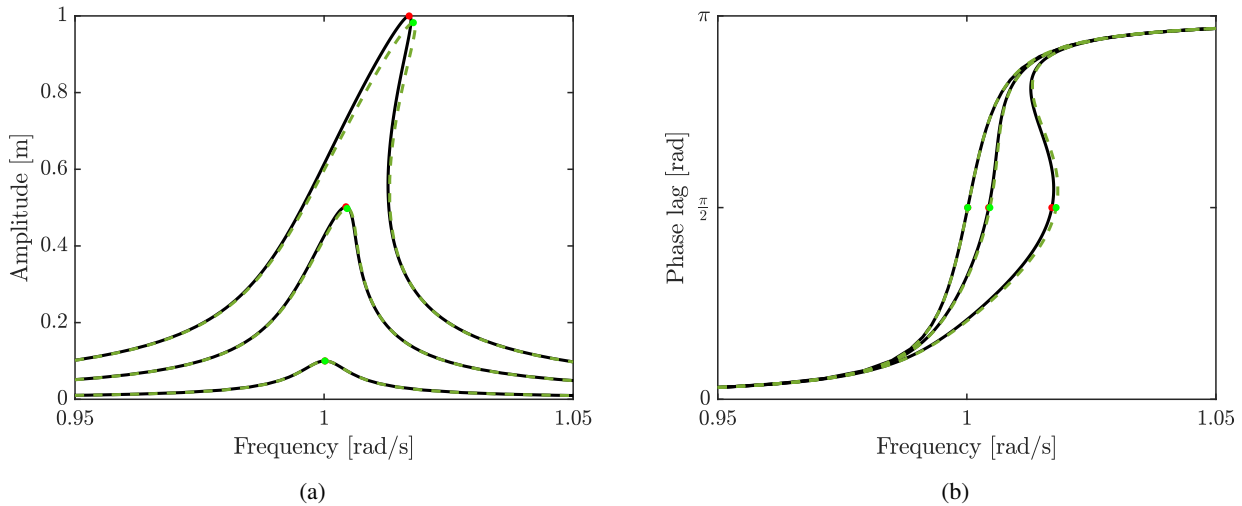 1
0.8
0.6
0.4
0.2
0
Amplitude [m]
0.95
1
1.05
Frequency [rad/s]
(a)
π
π/2
0
Phase lag [rad]
0.95
1
1.05
Frequency [rad/s]
(b)